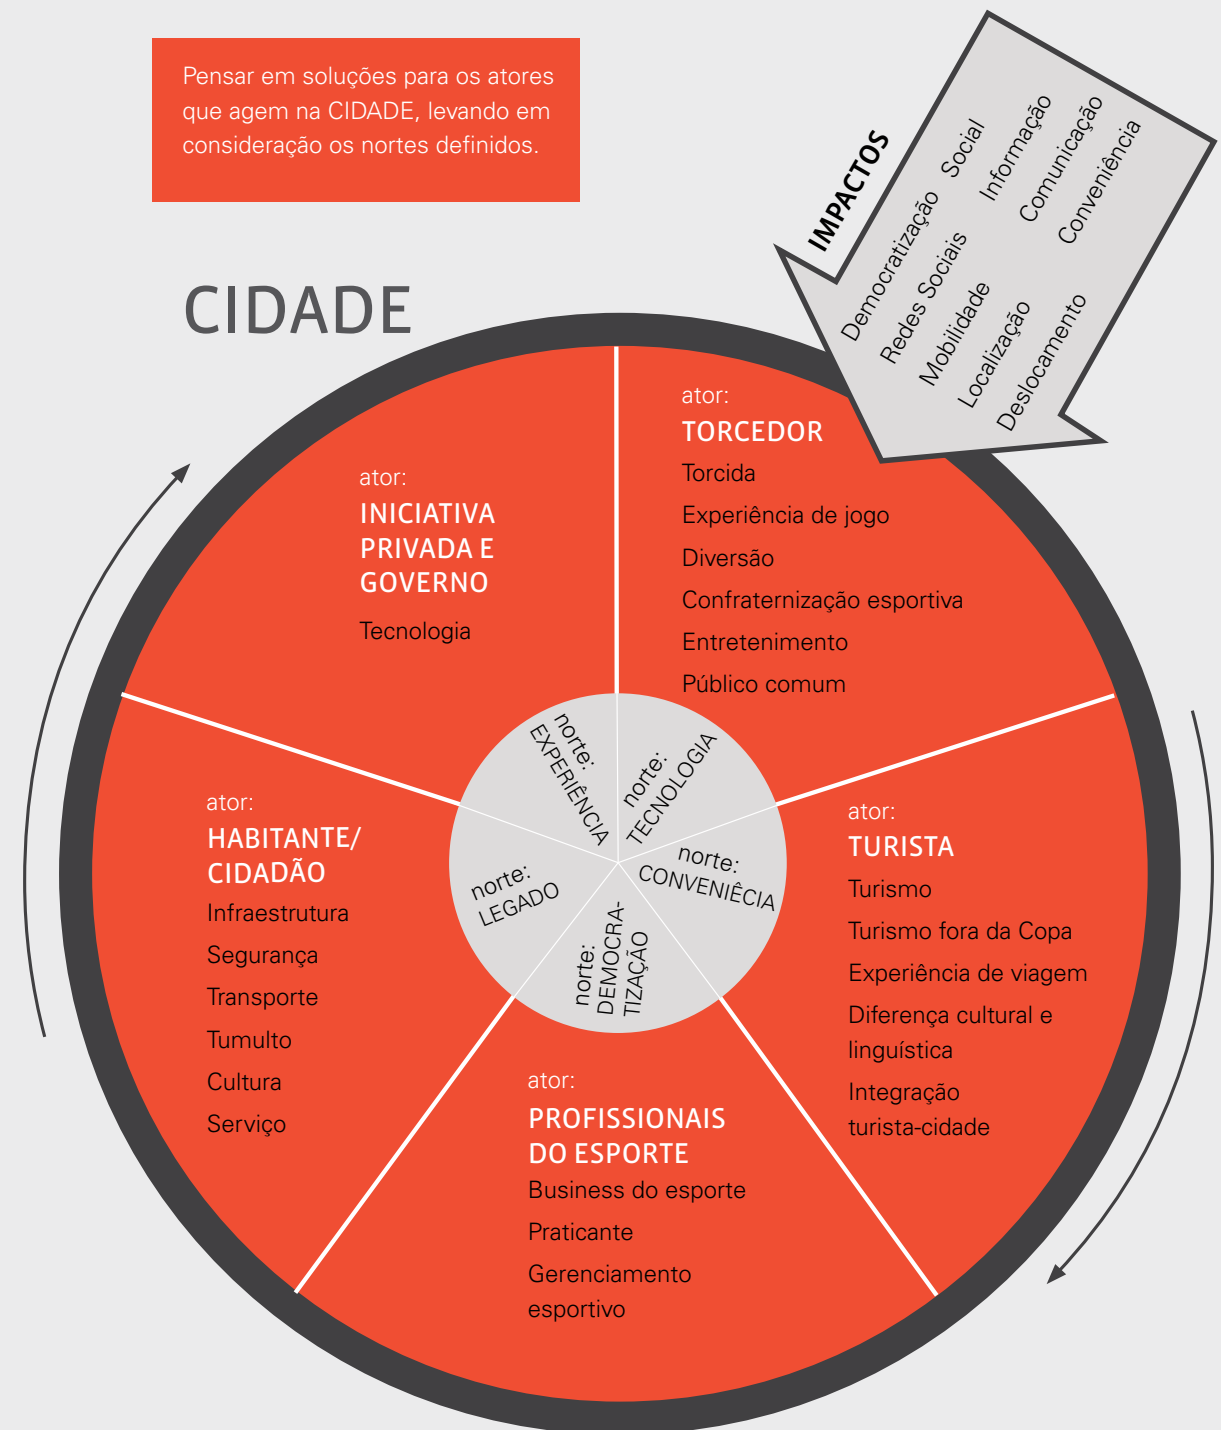 Pensar em soluções para os atores
que agem na CIDADE, levando em
consideração os nortes definidos.
CIDADE
IMPACTOS
Democratização Social
Redes Sociais Informação
Mobilidade Comunicação
Localização Conveniência
Deslocamento
ator:
TORCEDOR
Torcida
Experiência de jogo
Diversão
Confraternização esportiva
Entretenimento
Público comum
ator:
TURISTA
Turismo
Turismo fora da Copa
Experiência de viagem
Diferença cultural e
linguística
Integração
turista-cidade
ator:
PROFISSIONAIS
DO ESPORTE
Business do esporte
Praticante
Gerenciamento
esportivo
ator:
HABITANTE/
CIDADÃO
Infraestrutura
Segurança
Transporte
Tumulto
Cultura
Serviço
ator:
INICIATIVA
PRIVADA E
GOVERNO
Tecnologia
norte:
EXPERIÊNCIA
norte:
TECNOLOGIA
norte:
CONVENIÊCIA
norte:
DEMOCRA-
TIZAÇÃO
norte:
LEGADO